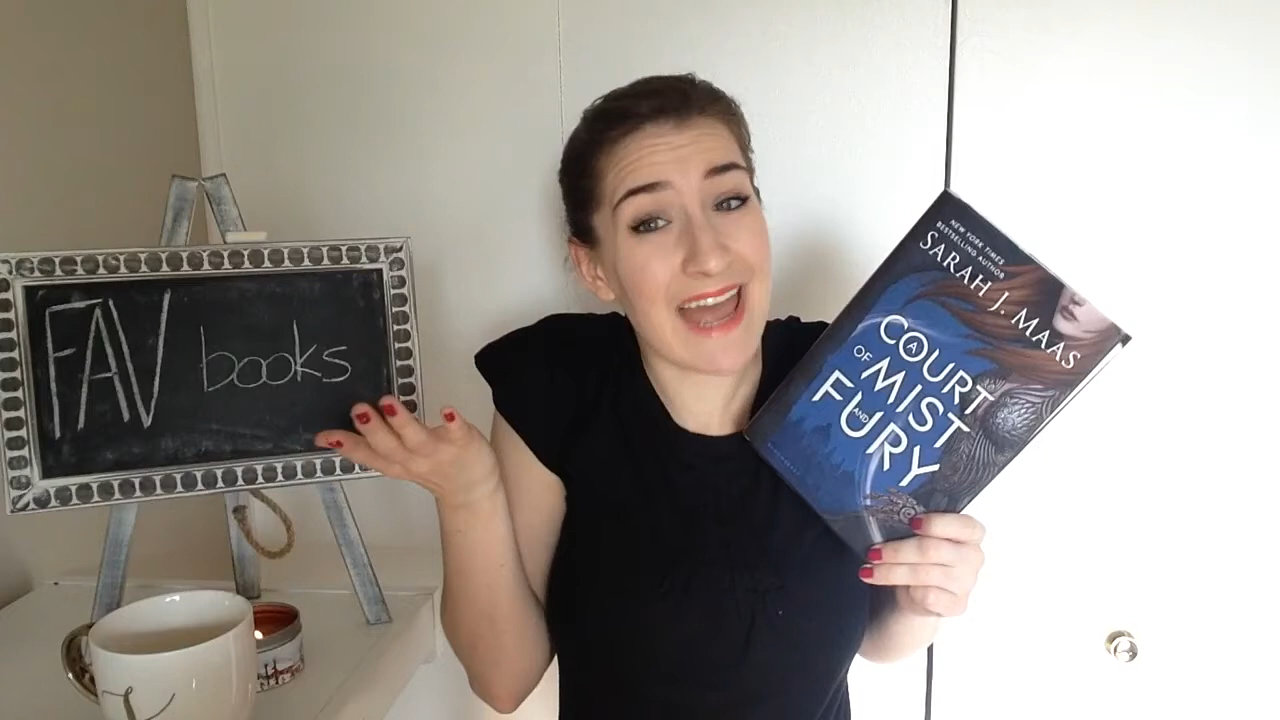 FAV books
NEW YORK TIMES
BESTSELLING AUTHOR
SARAH J. MAAS
A
COURT
OF MIST
AND
FURY